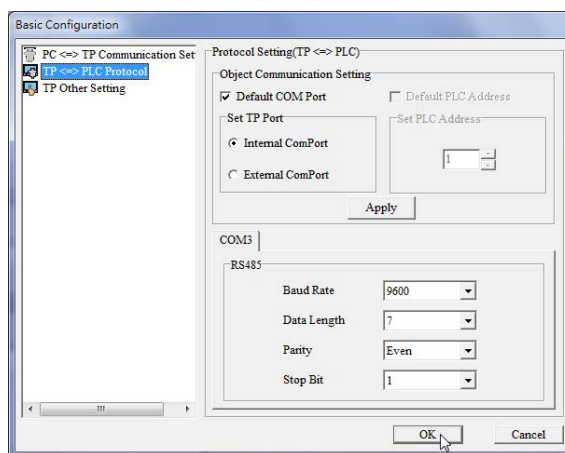 Basic Configuration
PC <=> TP Communication Set
TP <=> PLC Protocol
TP Other Setting
Protocol Setting(TP <=> PLC)
Object Communication Setting
Default COM Port
Default PLC Address
Set TP Port
Internal ComPort
External ComPort
Set PLC Address
1
Apply
COM3
RS485
Baud Rate 9600
Data Length 7
Parity Even
Stop Bit 1
OK Cancel